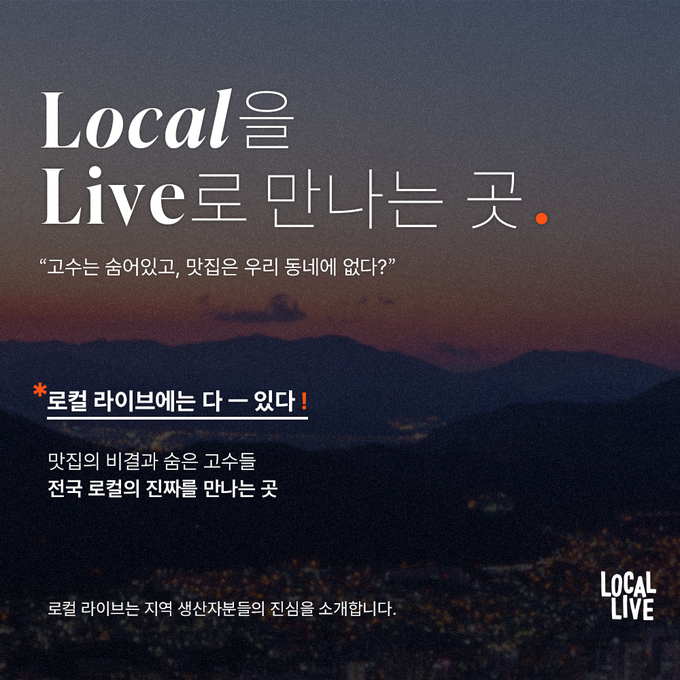 Local을
Live로 만나는 곳.
“고수는 숨어있고, 맛집은 우리 동네에 없다?”
*로컬 라이브에는 다 — 있다!
맛집의 비결과 숨은 고수들
전국 로컬의 진짜를 만나는 곳
로컬 라이브는 지역 생산자분들의 진심을 소개합니다.
LOCAL
LIVE